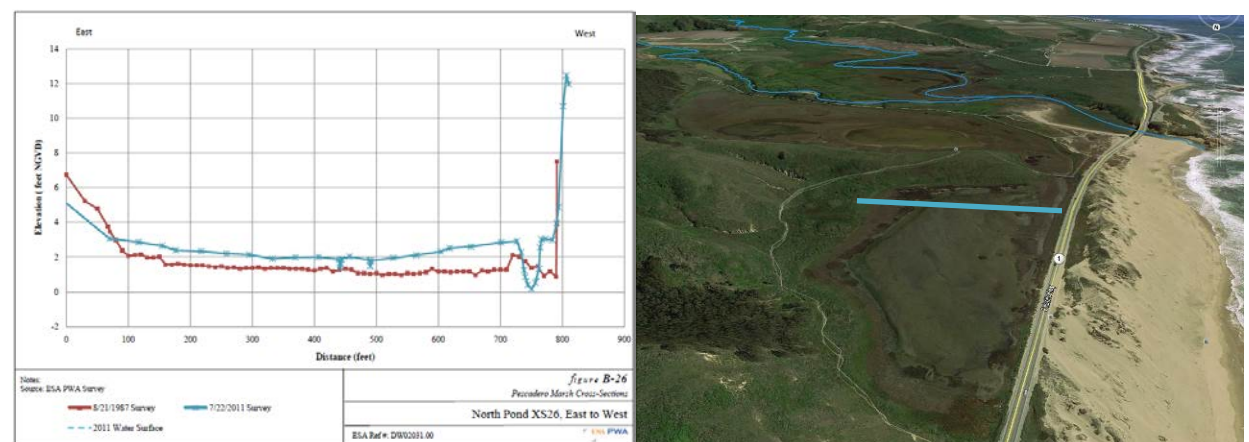 East
West
14
12
10
8
6
4
2
0
-2
Elevation ( feet NGVD)
0 100 200 300 400 500 600 700 800 900
Distance (feet)
Notes:
Source: ESA PWA Survey
8/21/1987 Survey 7/22/2011 Survey
2011 Water Surface
figure B-26
Pescadero Marsh Cross-Sections
North Pond XS26, East to West
ESA Ref #: DW02031.00
ESA PWA
1